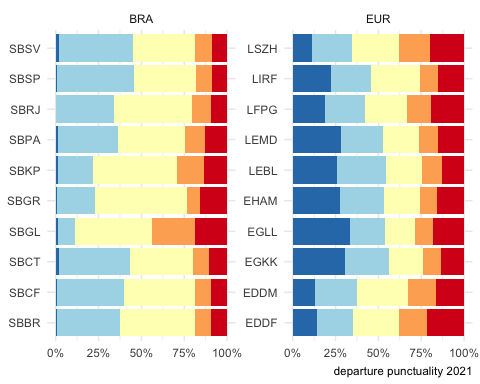 BRA EUR
SBSV LSZH
SBSP LIRF
SBRJ LFPG
SBPA LEMD
SBKP LEBL
SBGR EHAM
SBGL EGLL
SBCT EGKK
SBCF EDDM
SBBR EDDF
0% 25% 50% 75% 100% 0% 25% 50% 75% 100%
departure punctuality 2021